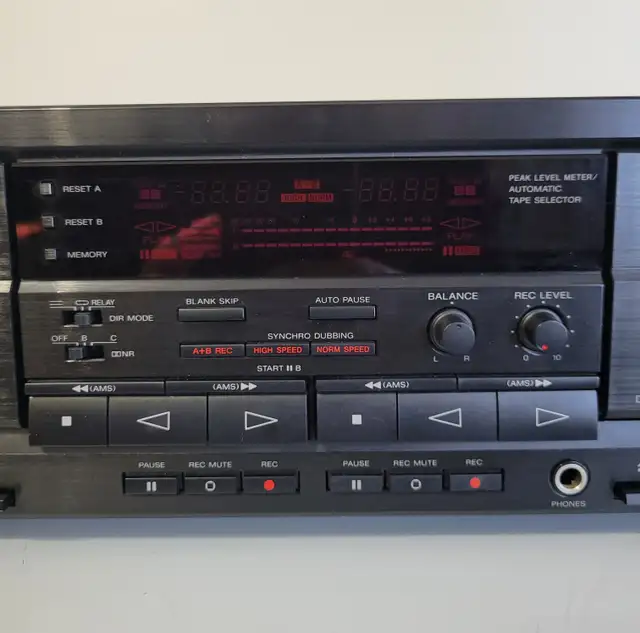 RESET A
RESET B
MEMORY
PEAK LEVEL METER/
AUTOMATIC
TAPE SELECTOR
RELAY
DIR MODE
OFF B C
NR
BLANK SKIP
AUTO PAUSE
SYNCHRO DUBBING
A+B REC
HIGH SPEED
NORM SPEED
START B
BALANCE
L R
REC LEVEL
0 10
(AMS)
(AMS)
(AMS)
(AMS)
PAUSE
REC MUTE
REC
PAUSE
REC MUTE
REC
PHONES